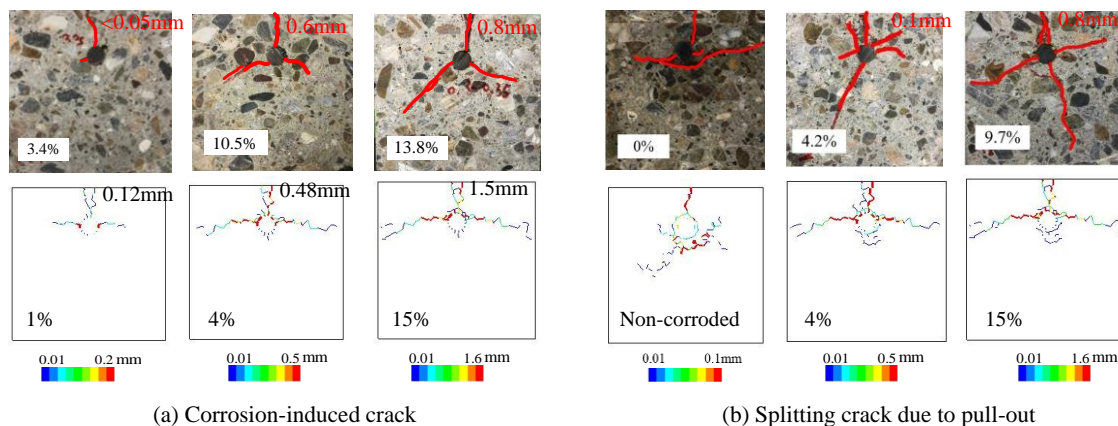 <0.05mm 0.6mm 0.8mm 0.1mm 0.8mm
3.4% 10.5% 13.8% 0% 4.2% 9.7%
0.12mm 0.48mm 1.5mm
1% 4% 15% Non-corroded 4% 15%
0.01 0.2 mm 0.01 0.5 mm 0.01 1.6 mm 0.01 0.1mm 0.01 0.5 mm 0.01 1.6 mm
(a) Corrosion-induced crack (b) Splitting crack due to pull-out